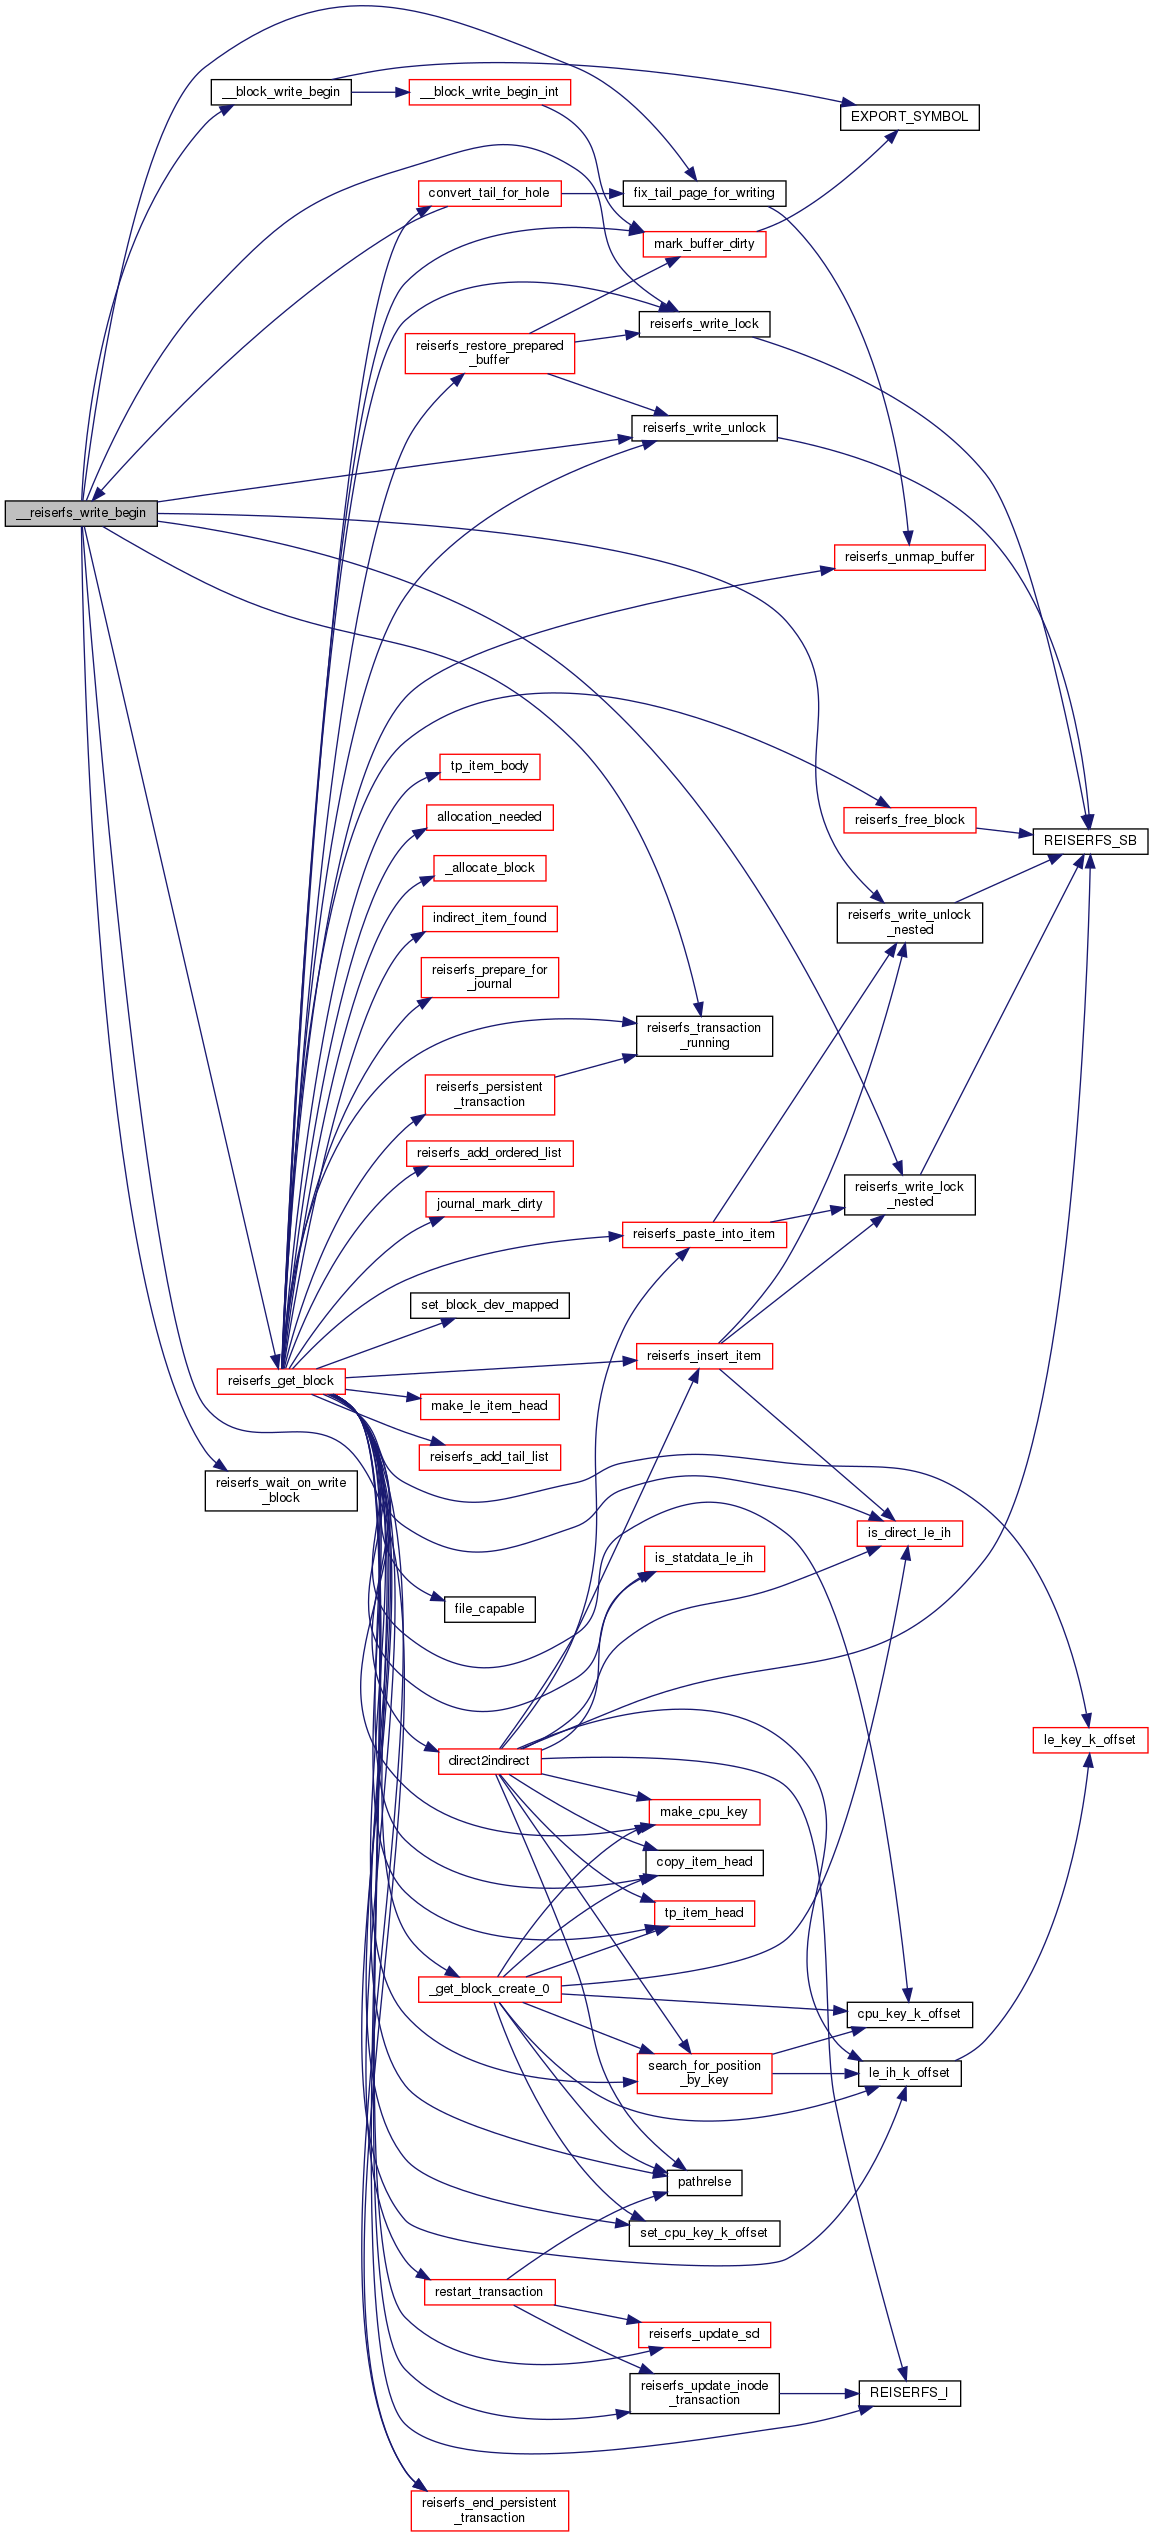 __block_write_begin
__block_write_begin_int
EXPORT_SYMBOL
convert_tail_for_hole
fix_tail_page_for_writing
mark_buffer_dirty
reiserfs_write_lock
reiserfs_restore_prepared
_buffer
reiserfs_write_unlock
__reiserfs_write_begin
reiserfs_unmap_buffer
tp_item_body
allocation_needed
reiserfs_free_block
REISERFS_SB
_allocate_block
indirect_item_found
reiserfs_write_unlock
_nested
reiserfs_prepare_for
_journal
reiserfs_transaction
_running
reiserfs_persistent
_transaction
reiserfs_add_ordered_list
reiserfs_write_lock
_nested
journal_mark_dirty
reiserfs_paste_into_item
set_block_dev_mapped
reiserfs_insert_item
reiserfs_get_block
make_le_item_head
reiserfs_add_tail_list
reiserfs_wait_on_write
_block
is_direct_le_ih
is_statdata_le_ih
file_capable
le_key_k_offset
direct2indirect
make_cpu_key
copy_item_head
tp_item_head
_get_block_create_0
cpu_key_k_offset
search_for_position
_by_key
le_ih_k_offset
pathrelse
set_cpu_key_k_offset
restart_transaction
reiserfs_update_sd
reiserfs_update_inode
_transaction
REISERFS_I
reiserfs_end_persistent
_transaction